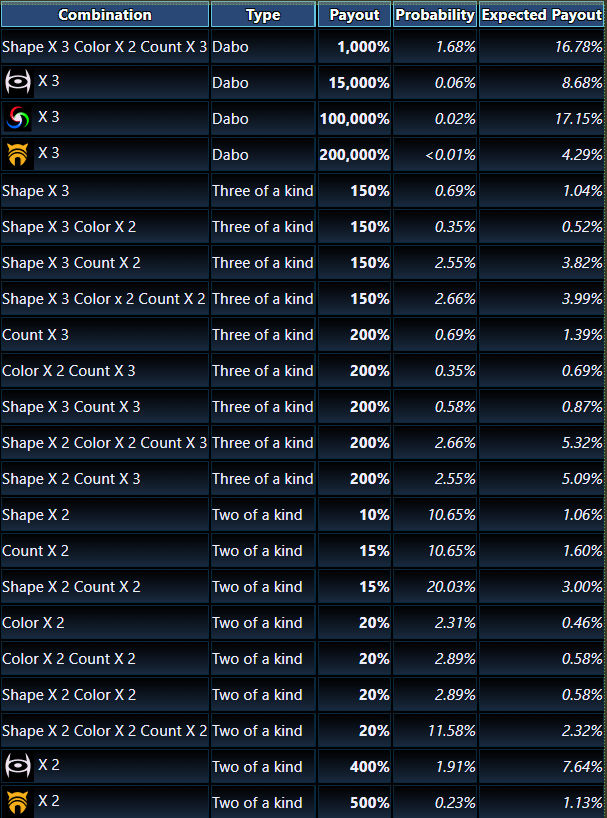 Combination Type Payout Probability Expected Payout
Shape X 3 Color X 2 Count X 3 Dabo 1,000% 1.68% 16.78%
X 3 Dabo 15,000% 0.06% 8.68%
X 3 Dabo 100,000% 0.02% 17.15%
X 3 Dabo 200,000% <0.01% 4.29%
Shape X 3 Three of a kind 150% 0.69% 1.04%
Shape X 3 Color X 2 Three of a kind 150% 0.35% 0.52%
Shape X 3 Count X 2 Three of a kind 150% 2.55% 3.82%
Shape X 3 Color x 2 Count X 2 Three of a kind 150% 2.66% 3.99%
Count X 3 Three of a kind 200% 0.69% 1.39%
Color X 2 Count X 3 Three of a kind 200% 0.35% 0.69%
Shape X 3 Count X 3 Three of a kind 200% 0.58% 0.87%
Shape X 2 Color X 2 Count X 3 Three of a kind 200% 2.66% 5.32%
Shape X 2 Count X 3 Three of a kind 200% 2.55% 5.09%
Shape X 2 Two of a kind 10% 10.65% 1.06%
Count X 2 Two of a kind 15% 10.65% 1.60%
Shape X 2 Count X 2 Two of a kind 15% 20.03% 3.00%
Color X 2 Two of a kind 20% 2.31% 0.46%
Color X 2 Count X 2 Two of a kind 20% 2.89% 0.58%
Shape X 2 Color X 2 Two of a kind 20% 2.89% 0.58%
Shape X 2 Color X 2 Count X 2 Two of a kind 20% 11.58% 2.32%
X 2 Two of a kind 400% 1.91% 7.64%
X 2 Two of a kind 500% 0.23% 1.13%